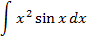 ∫ x² sin x dx